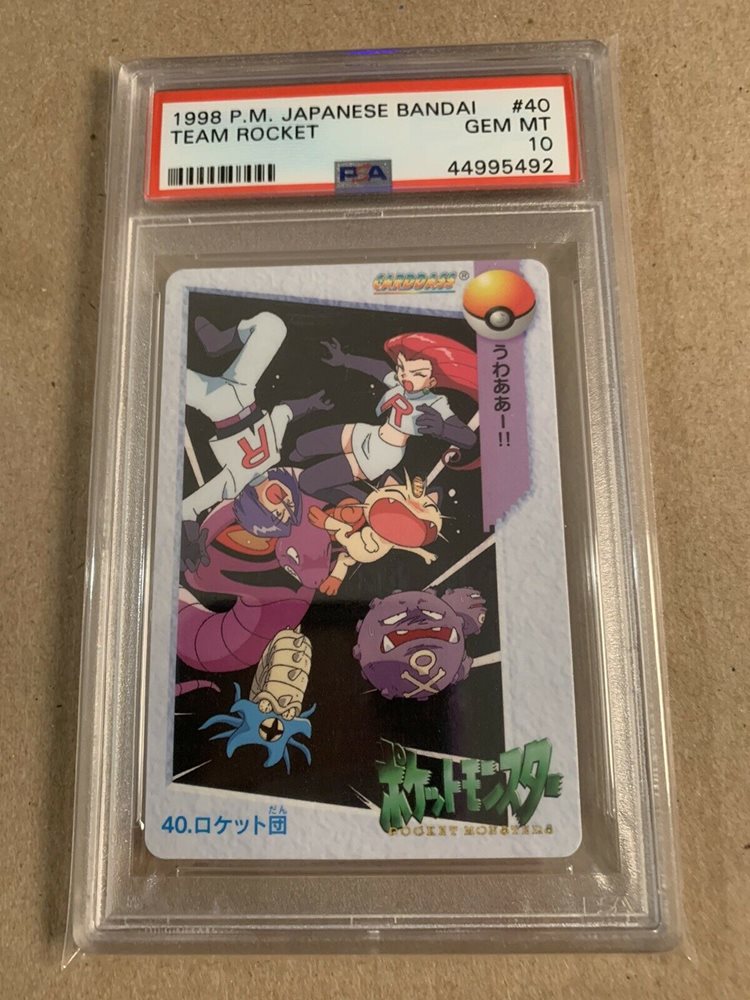 1998 P.M. JAPANESE BANDAI #40
TEAM ROCKET GEM MT
10
PSA 44995492
CARDDASS®
うわああー!!
R
R
ポケットモンスター
POCKET MONSTERS
だん
40.ロケット団